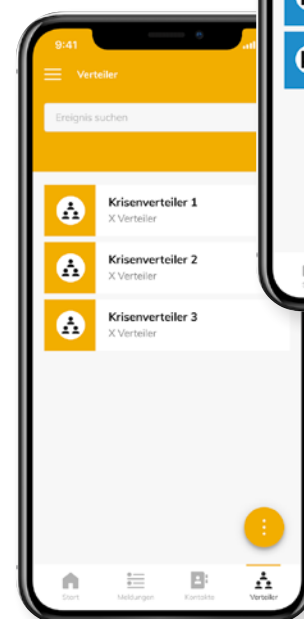 9:41
Verteiler
Ereignis suchen
Krisenverteiler 1
X Verteiler
Krisenverteiler 2
X Verteiler
Krisenverteiler 3
X Verteiler
Start
Meldungen
Kontakte
Verteiler